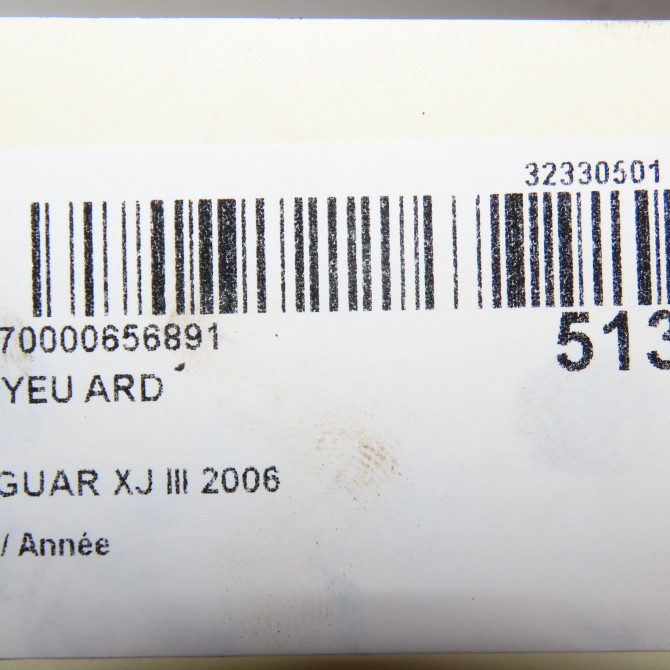 32330501
70000656891
513
YEU ARD
GUAR XJ III 2006
/ Année